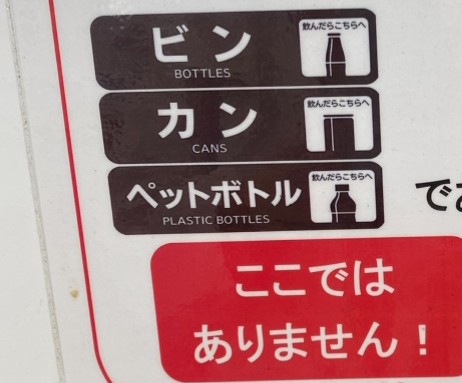 ビン
BOTTLES
飲んだらこちらへ
カン
CANS
飲んだらこちらへ
ペットボトル
PLASTIC BOTTLES
飲んだらこちらへ
で
ここでは
ありません！